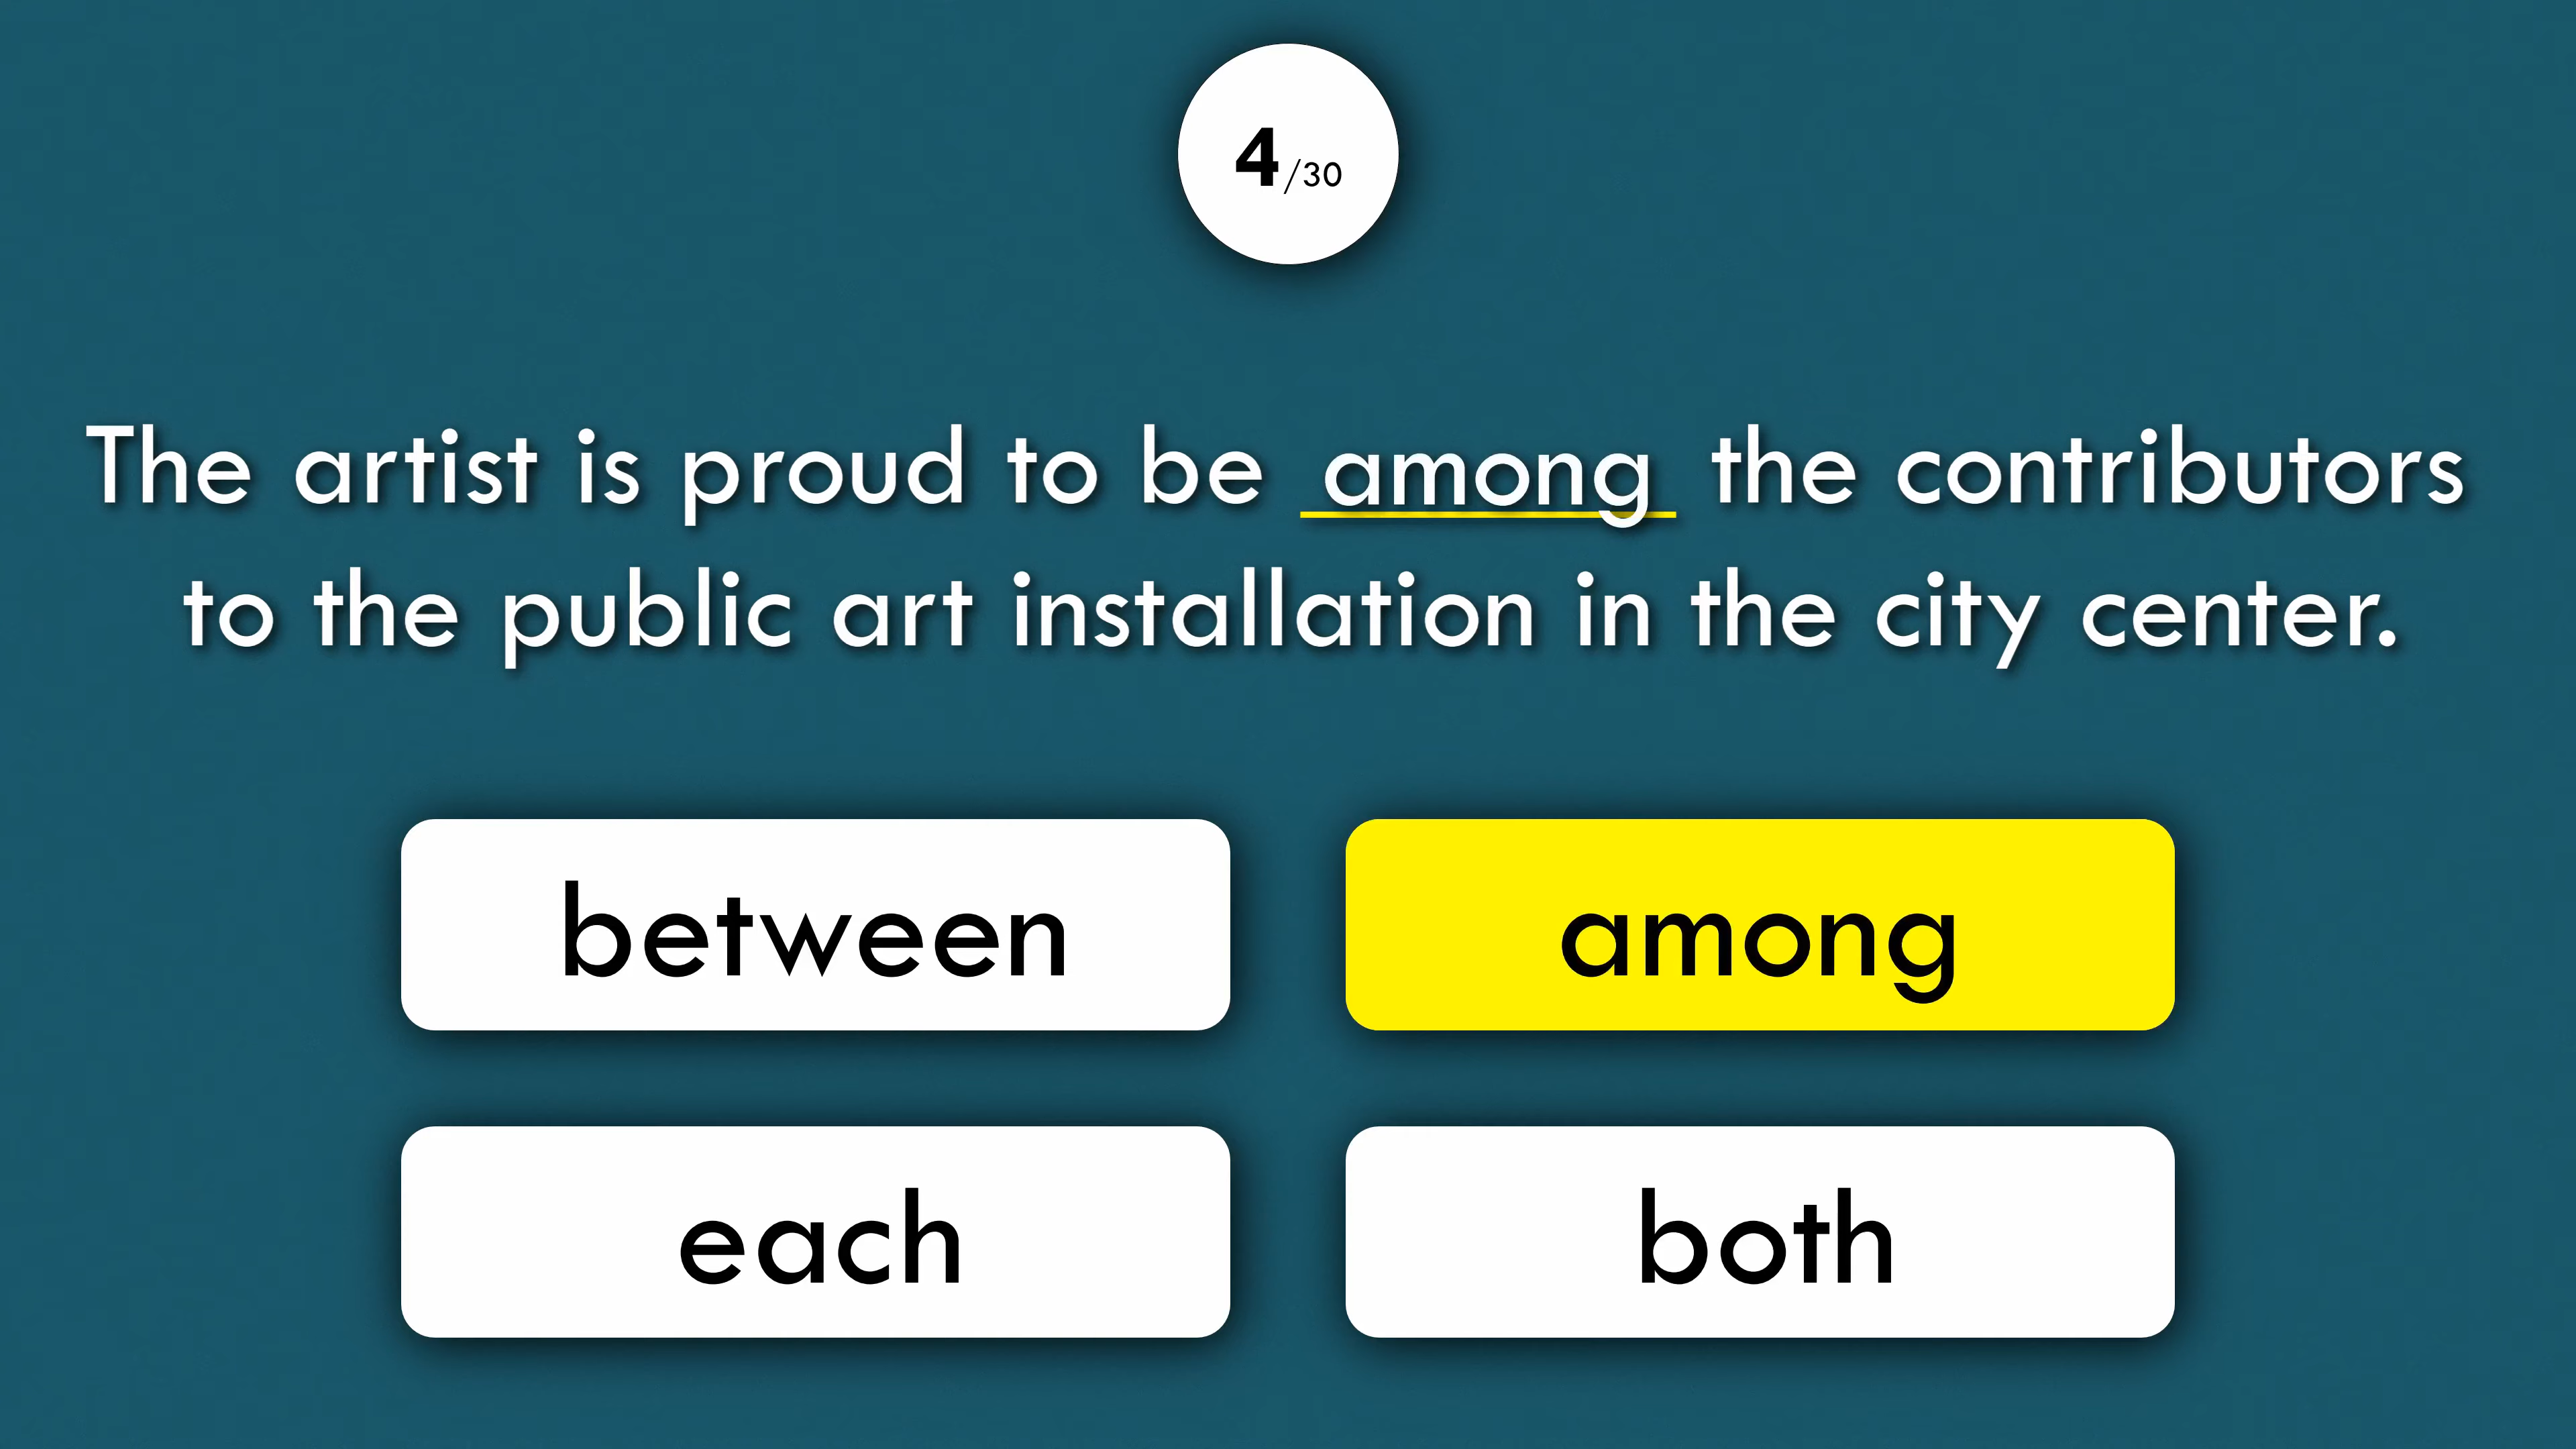 4/30
The artist is proud to be among the contributors
to the public art installation in the city center.
between
among
each
both